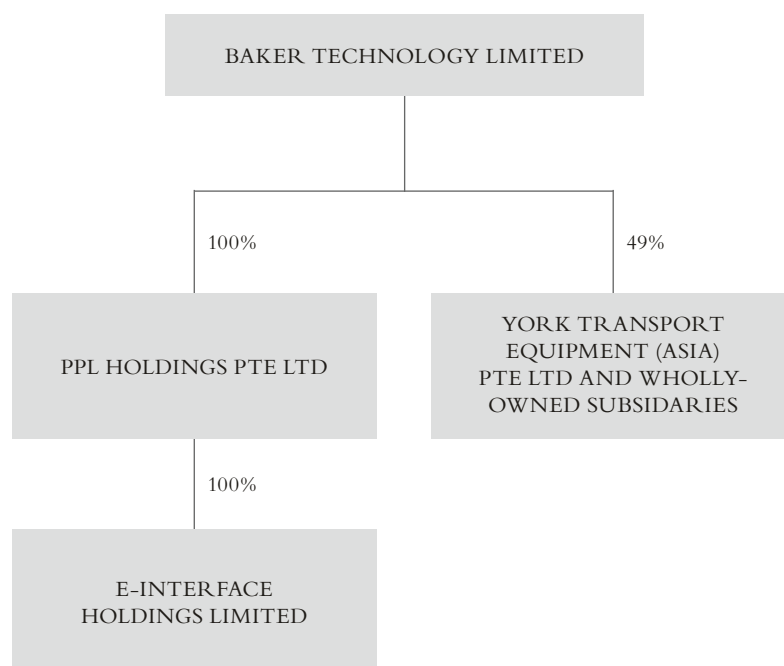 BAKER TECHNOLOGY LIMITED
100%
49%
PPL HOLDINGS PTE LTD
YORK TRANSPORT
EQUIPMENT (ASIA)
PTE LTD AND WHOLLY-
OWNED SUBSIDARIES
100%
E-INTERFACE
HOLDINGS LIMITED